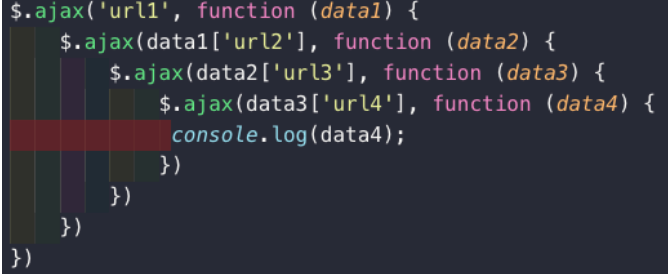 $.ajax('url1', function (data1) {
    $.ajax(data1['url2'], function (data2) {
        $.ajax(data2['url3'], function (data3) {
            $.ajax(data3['url4'], function (data4) {
             console.log(data4);
            })
        })
    })
})